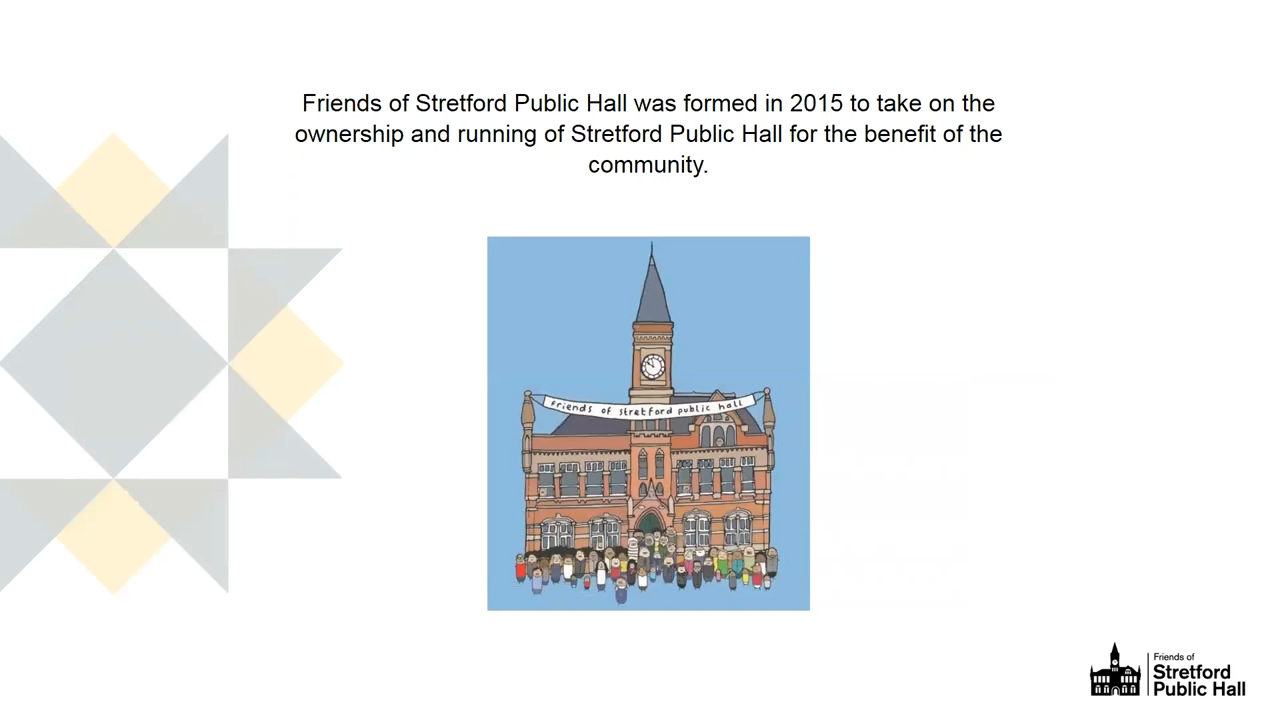 Friends of Stretford Public Hall was formed in 2015 to take on the
ownership and running of Stretford Public Hall for the benefit of the
community.
friends of stretford public hall
Friends of
Stretford
Public Hall